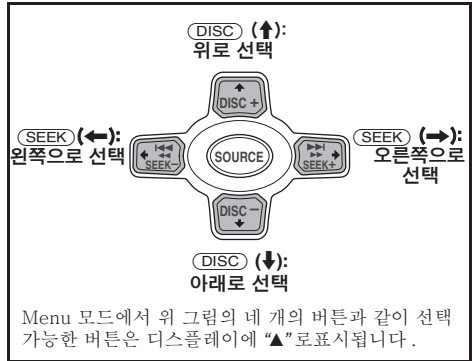 DISC (↑):
위로 선택
DISC +
SEEK (←):
왼쪽으로 선택
SEEK−
SOURCE
SEEK+
SEEK (→):
오른쪽으로
선택
DISC −
DISC (↓):
아래로 선택
Menu 모드에서 위 그림의 네 개의 버튼과 같이 선택
가능한 버튼은 디스플레이에 “▲”로표시됩니다.